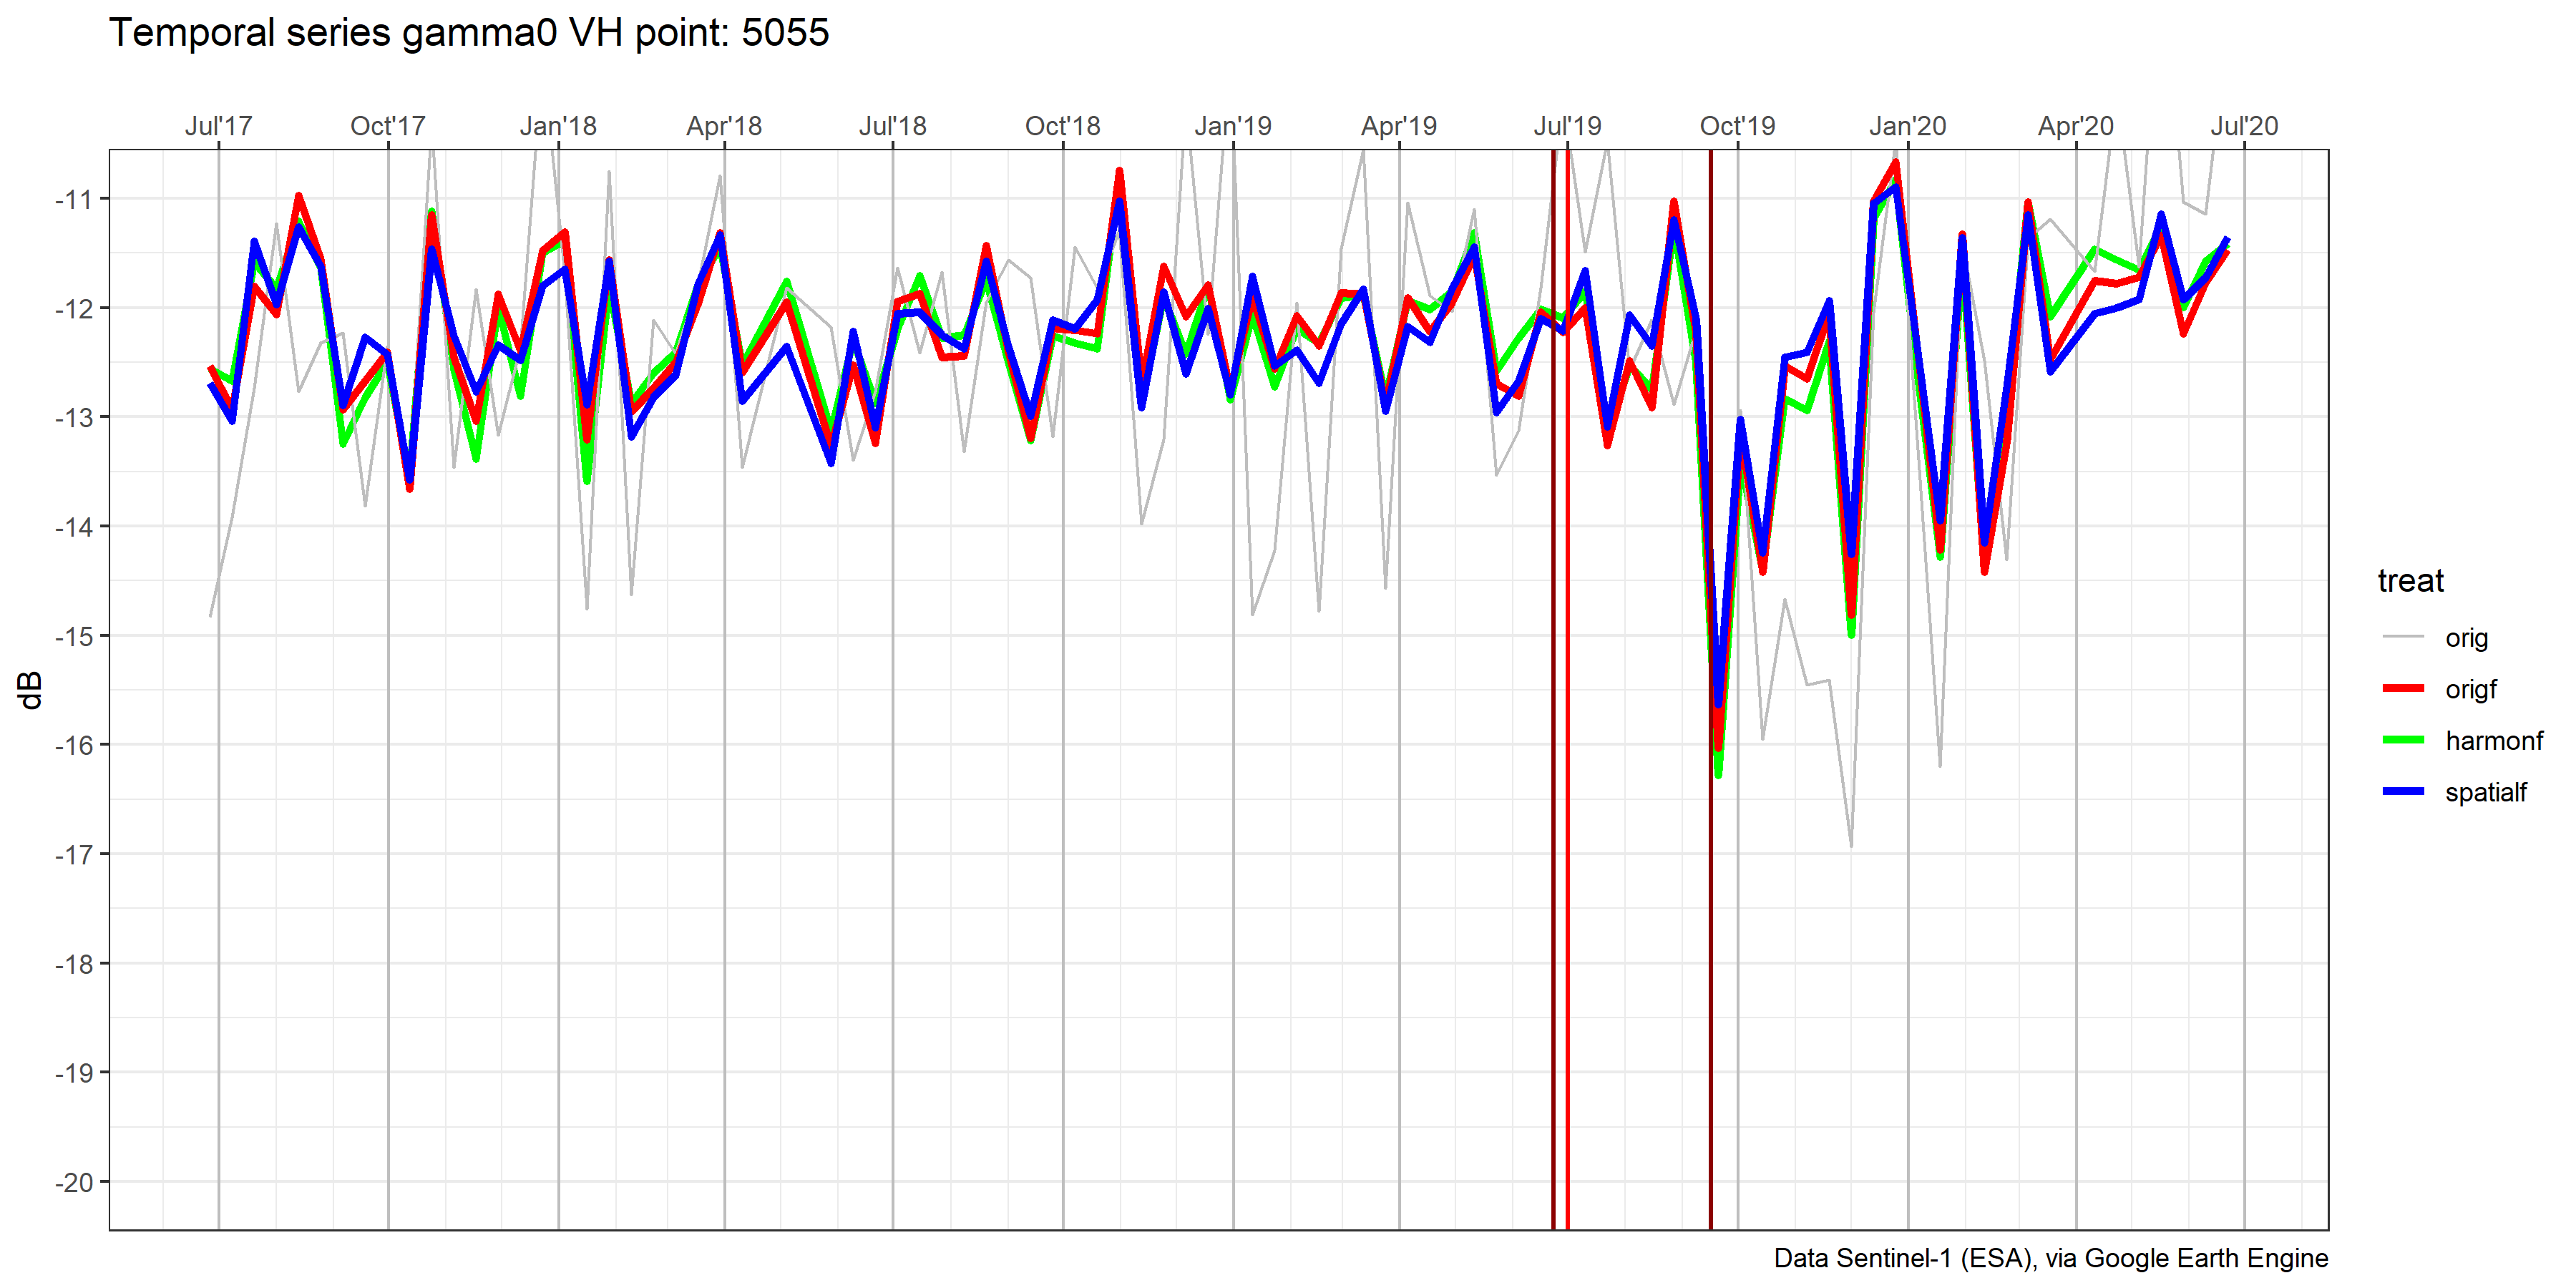 Temporal series gamma0 VH point: 5055
Jul'17 Oct'17 Jan'18 Apr'18 Jul'18 Oct'18 Jan'19 Apr'19 Jul'19 Oct'19 Jan'20 Apr'20 Jul'20
-11
-12
-13
-14
-15
-16
-17
-18
-19
-20
dB
treat
orig
origf
harmonf
spatialf
Data Sentinel-1 (ESA), via Google Earth Engine